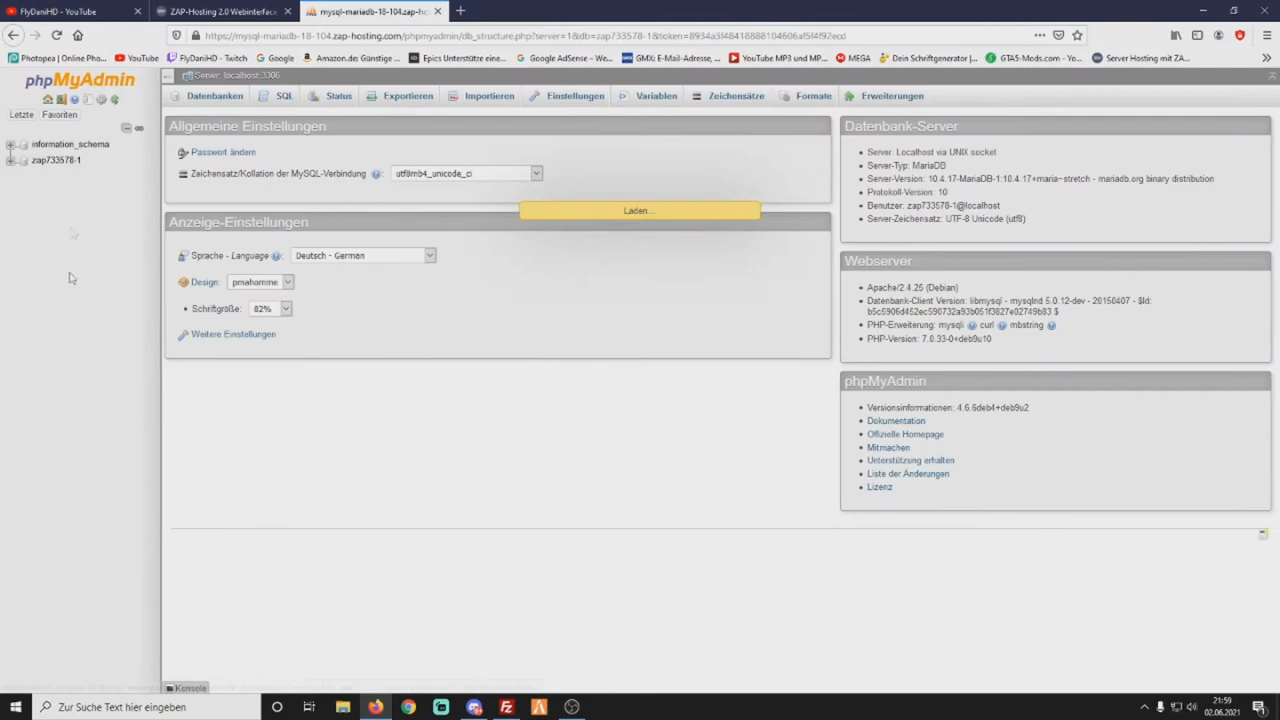 FlyDaniHD - YouTube
ZAP-Hosting 2.0 Webinterface
mysql-mariadb-18-104.zap-ho
https://mysql-mariadb-18-104.zap-hosting.com/phpmyadmin/db_structure.php?server=1&db=zap733578-1&token=8934a3f48418888104606af5f4f92ecd
Photopea | Online Pho...
YouTube
FlyDaniHD - Twitch
Google
Amazon.de: Günstig...
Epics Unterstütze eine...
Google AdSense - We...
GMX: E-Mail-Adresse, ...
YouTube MP3 und MP...
MEGA
Dein Schriftgenerator |...
GTA5-Mods.com - Yo...
Server Hosting mit ZA...
phpMyAdmin
Letzte
Favoriten
information_schema
zap733578-1
Server: localhost:3306
Datenbanken
SQL
Status
Exportieren
Importieren
Einstellungen
Variablen
Zeichensätze
Formate
Erweiterungen
Allgemeine Einstellungen
Passwort ändern
Zeichensatz/Kollation der MySQL-Verbindung
utf8mb4_unicode_ci
Laden...
Anzeige-Einstellungen
Sprache - Language
Deutsch - German
Design:
pmahomme
• Schriftgröße:
82%
Weitere Einstellungen
Datenbank-Server
• Server: Localhost via UNIX socket
• Server-Typ: MariaDB
• Server-Version: 10.4.17-MariaDB-1:10.4.17+maria~stretch - mariadb.org binary distribution
• Protokoll-Version: 10
• Benutzer: zap733578-1@localhost
• Server-Zeichensatz: UTF-8 Unicode (utf8)
Webserver
• Apache/2.4.25 (Debian)
• Datenbank-Client Version: libmysql - mysqlnd 5.0.12-dev - 20150407 - $Id:
b5c5906d452ec590732a93b051f3827e02749b83 $
• PHP-Erweiterung: mysqli curl mbstring
• PHP-Version: 7.0.33-0+deb9u10
phpMyAdmin
• Versionsinformationen: 4.6.6deb4+deb9u2
• Dokumentation
• Offizielle Homepage
• Mitmachen
• Unterstützung erhalten
• Liste der Änderungen
• Lizenz
Konsole
Zur Suche Text hier eingeben
21:59
02.06.2021